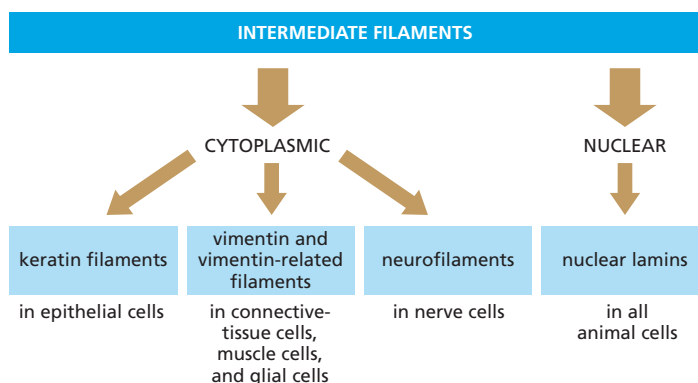 INTERMEDIATE FILAMENTS
CYTOPLASMIC
NUCLEAR
keratin filaments
vimentin and
vimentin-related
filaments
neurofilaments
nuclear lamins
in epithelial cells
in connective-
tissue cells,
muscle cells,
and glial cells
in nerve cells
in all
animal cells